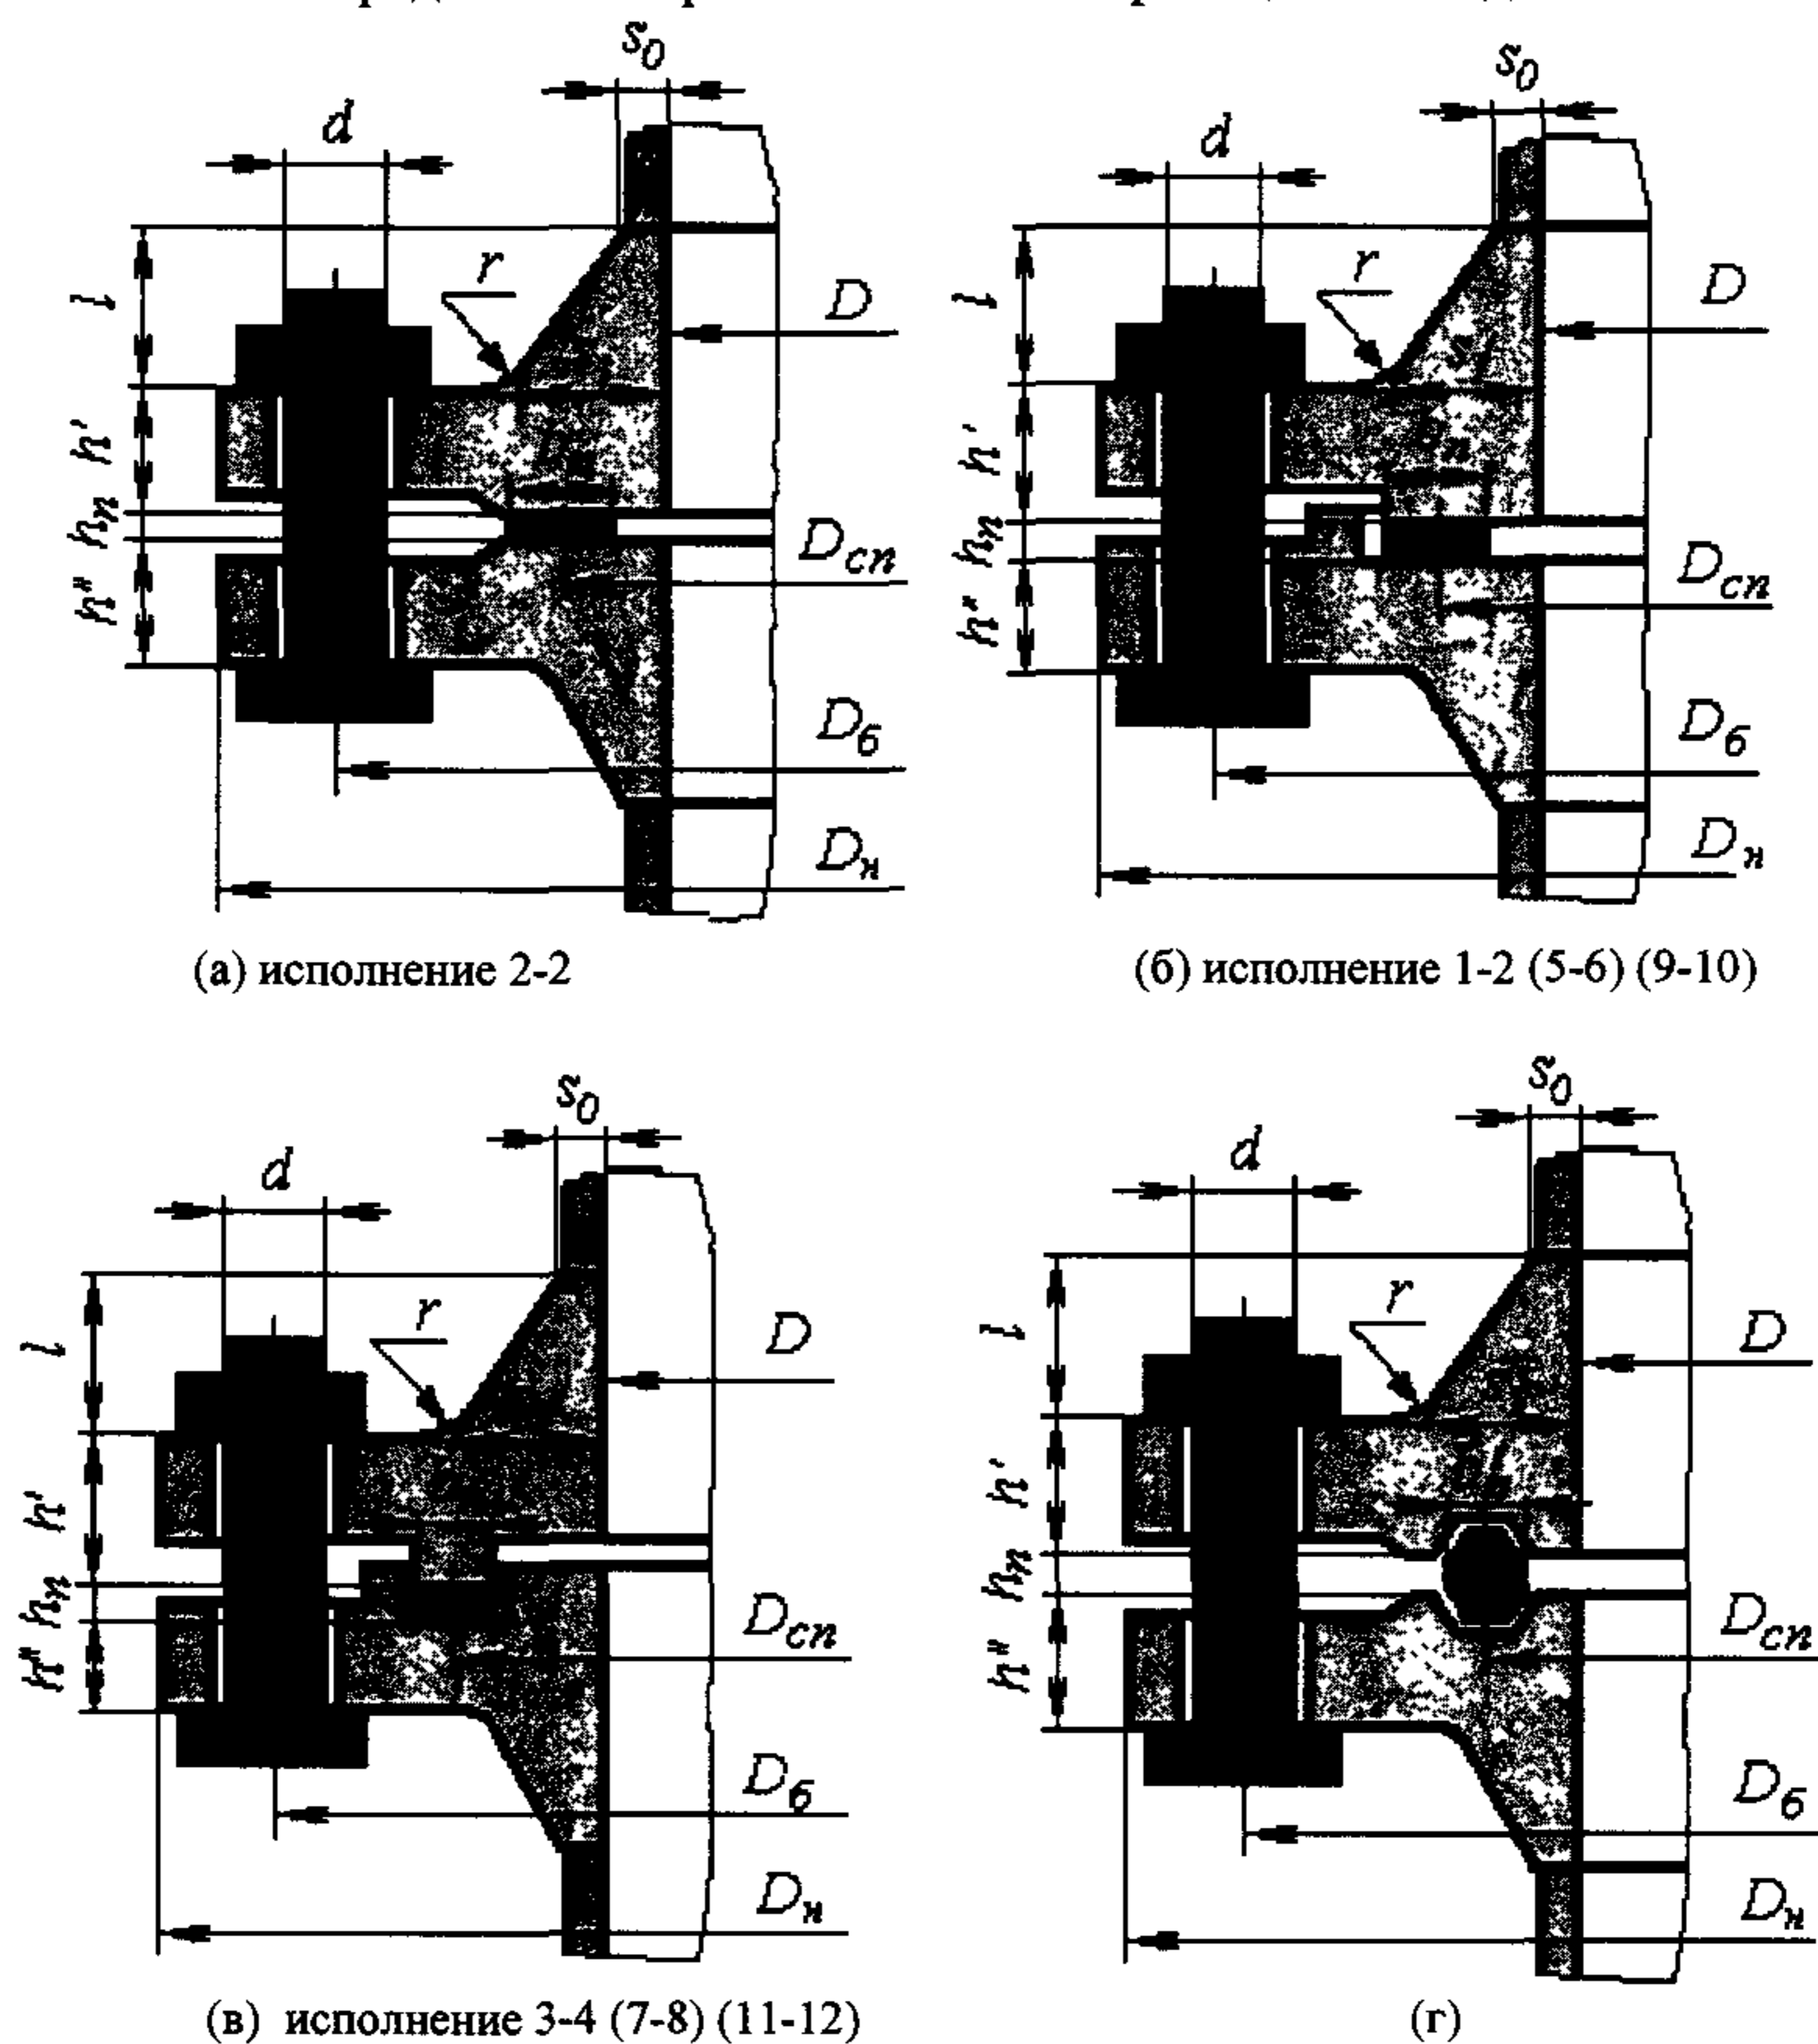 s₀
s₀
d
d
r
r
l
D
l
D
h'
h'
hп
hп
Dсп
Dсп
h"
h"
Dб
Dб
Dн
Dн
(а) исполнение 2-2
(б) исполнение 1-2 (5-6) (9-10)
s₀
s₀
d
d
r
r
l
D
l
D
h'
h'
hп
hп
Dсп
Dсп
h"
h"
Dб
Dб
Dн
Dн
(в) исполнение 3-4 (7-8) (11-12)
(г)